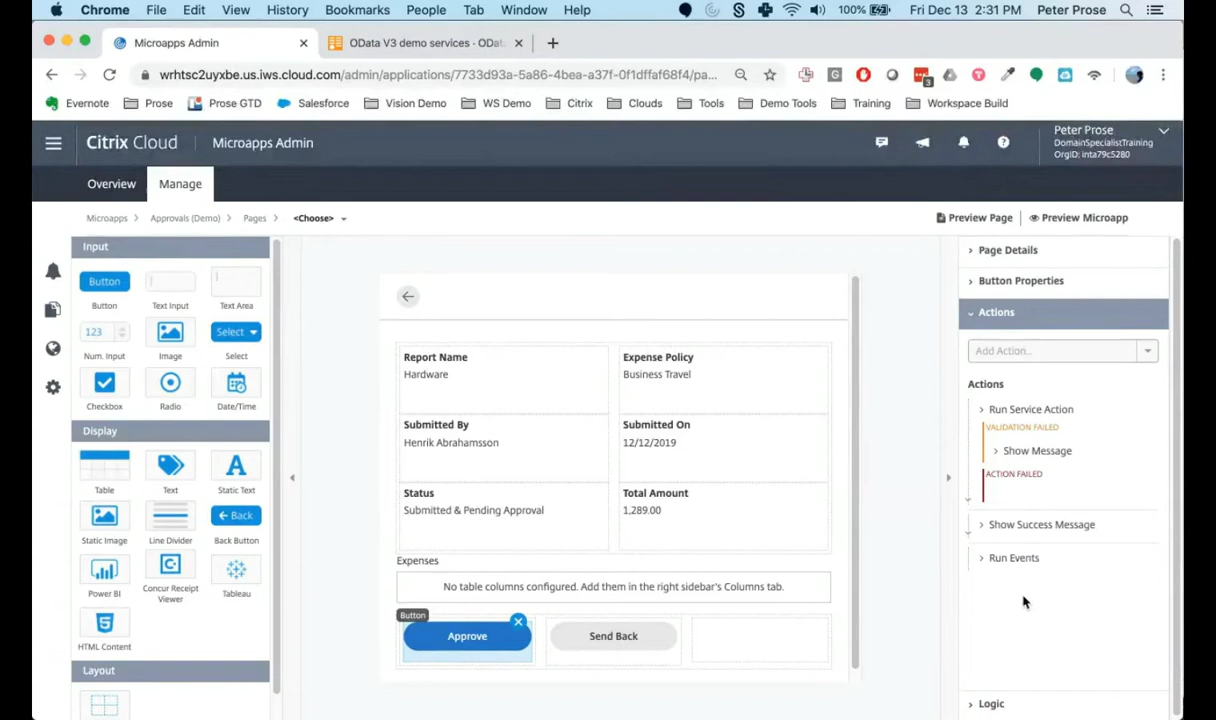 Chrome File Edit View History Bookmarks People Tab Window Help 100% Fri Dec 13 2:31 PM Peter Prose
Microapps Admin OData V3 demo services - OData
wrhtsc2uyxbe.us.iws.cloud.com/admin/applications/7733d93a-5a86-4bea-a37f-0f1dffaf68f4/pa... 3
Evernote Prose Prose GTD Salesforce Vision Demo WS Demo Citrix Clouds Tools Demo Tools Training Workspace Build
Citrix Cloud Microapps Admin
Peter Prose
DomainSpecialistTraining
OrgID: inta79c5280
Overview Manage
Microapps Approvals (Demo) Pages <Choose> Preview Page Preview Microapp
Input
Button
Button Text Input Text Area
123 Select
Num. Input Image Select
Checkbox Radio Date/Time
Display
Table Text Static Text
Back
Static Image Line Divider Back Button
Power BI Concur Receipt Viewer Tableau
HTML Content
Layout
Report Name Expense Policy
Hardware Business Travel
Submitted By Submitted On
Henrik Abrahamsson 12/12/2019
Status Total Amount
Submitted & Pending Approval 1,289.00
Expenses
No table columns configured. Add them in the right sidebar's Columns tab.
Button
Approve Send Back
Page Details
Button Properties
Actions
Add Action...
Actions
Run Service Action
VALIDATION FAILED
Show Message
ACTION FAILED
Show Success Message
Run Events
Logic